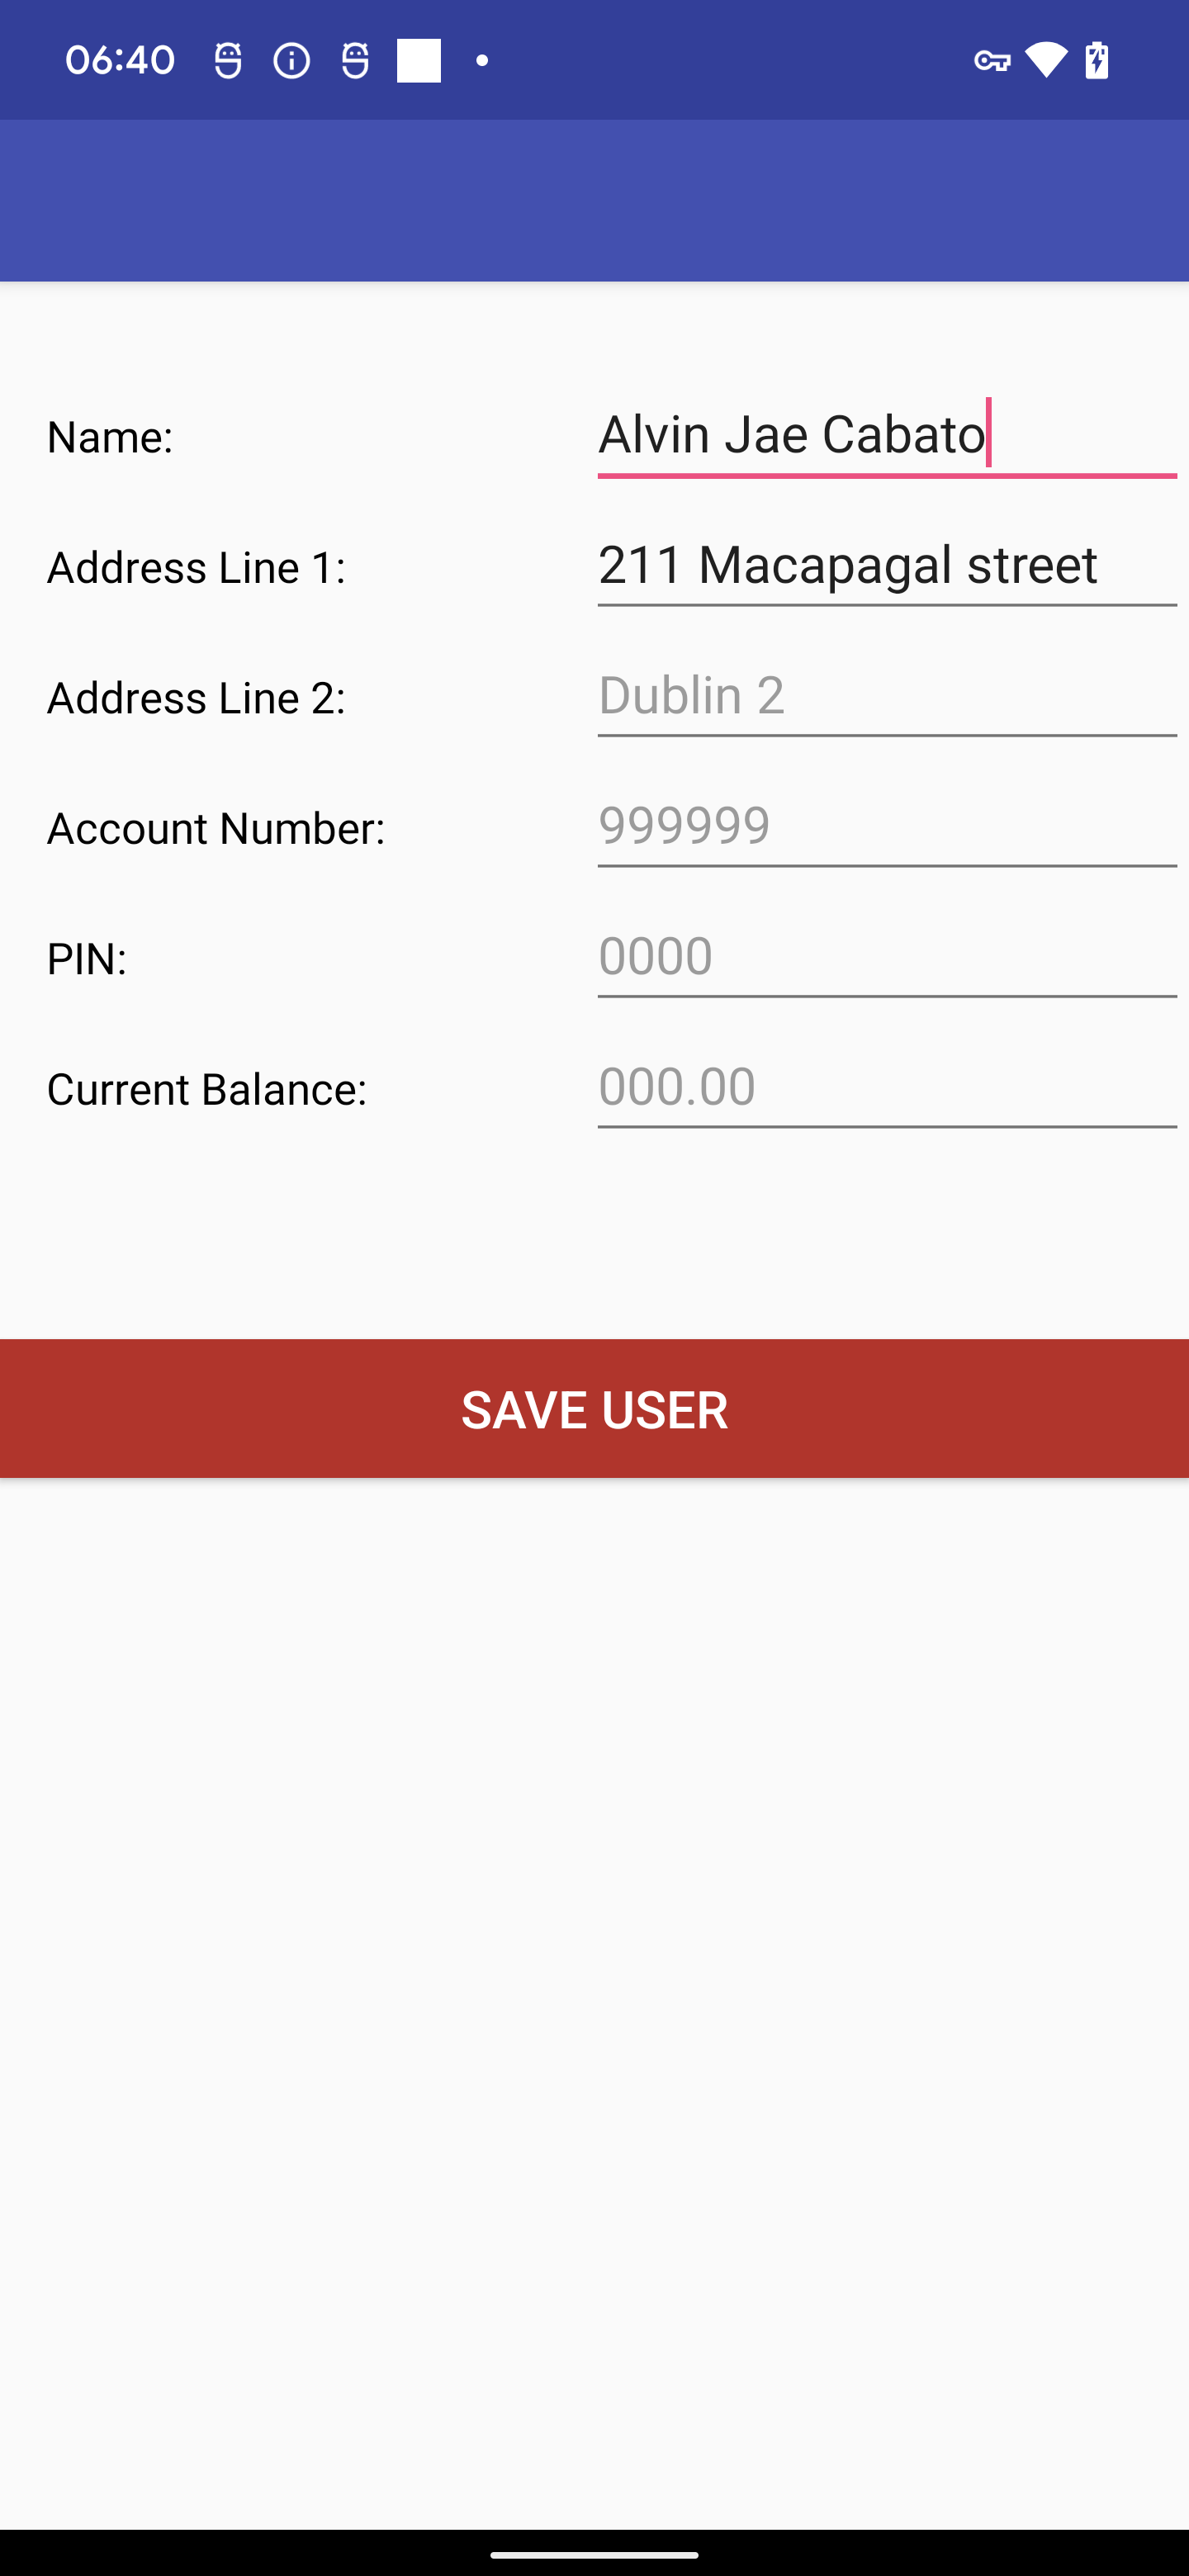 06:40
Name: Alvin Jae Cabato
Address Line 1: 211 Macapagal street
Address Line 2: Dublin 2
Account Number: 999999
PIN: 0000
Current Balance: 000.00
SAVE USER